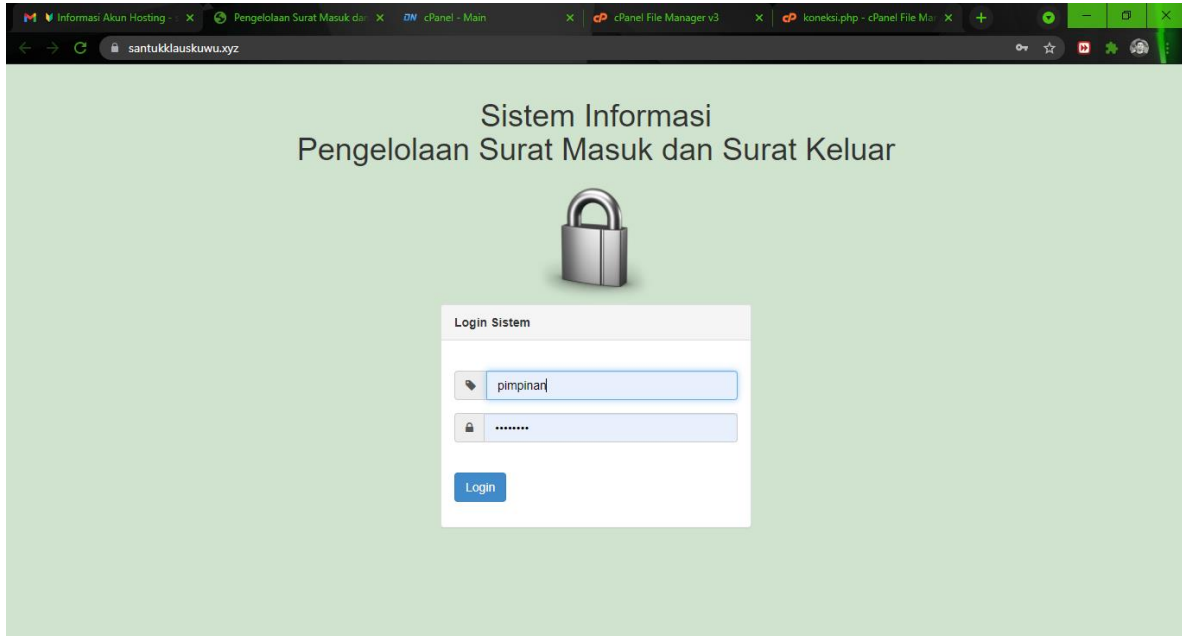 Informasi Akun Hosting -
Pengelolaan Surat Masuk dan
cPanel - Main
cPanel File Manager v3
koneksi.php - cPanel File Ma
santukklauskuwu.xyz
Sistem Informasi
Pengelolaan Surat Masuk dan Surat Keluar
Login Sistem
pimpinan
Login